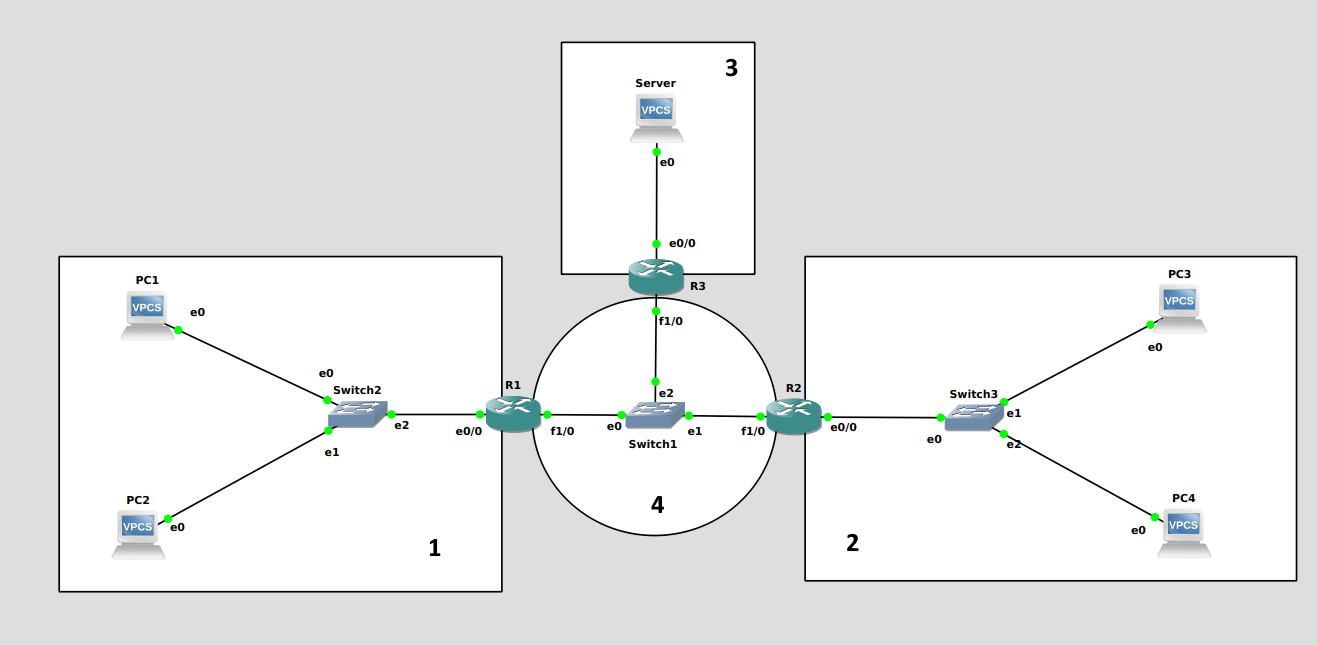 3
Server
VPCS
e0
e0/0
R3
f1/0
PC1
VPCS
e0
e0
Switch2
e2
e1
PC2
VPCS
e0
1
R1
e0/0
f1/0
e0
e2
Switch1
e1
4
R2
f1/0
e0/0
PC3
VPCS
e0
Switch3
e1
e0
e2
PC4
VPCS
e0
2